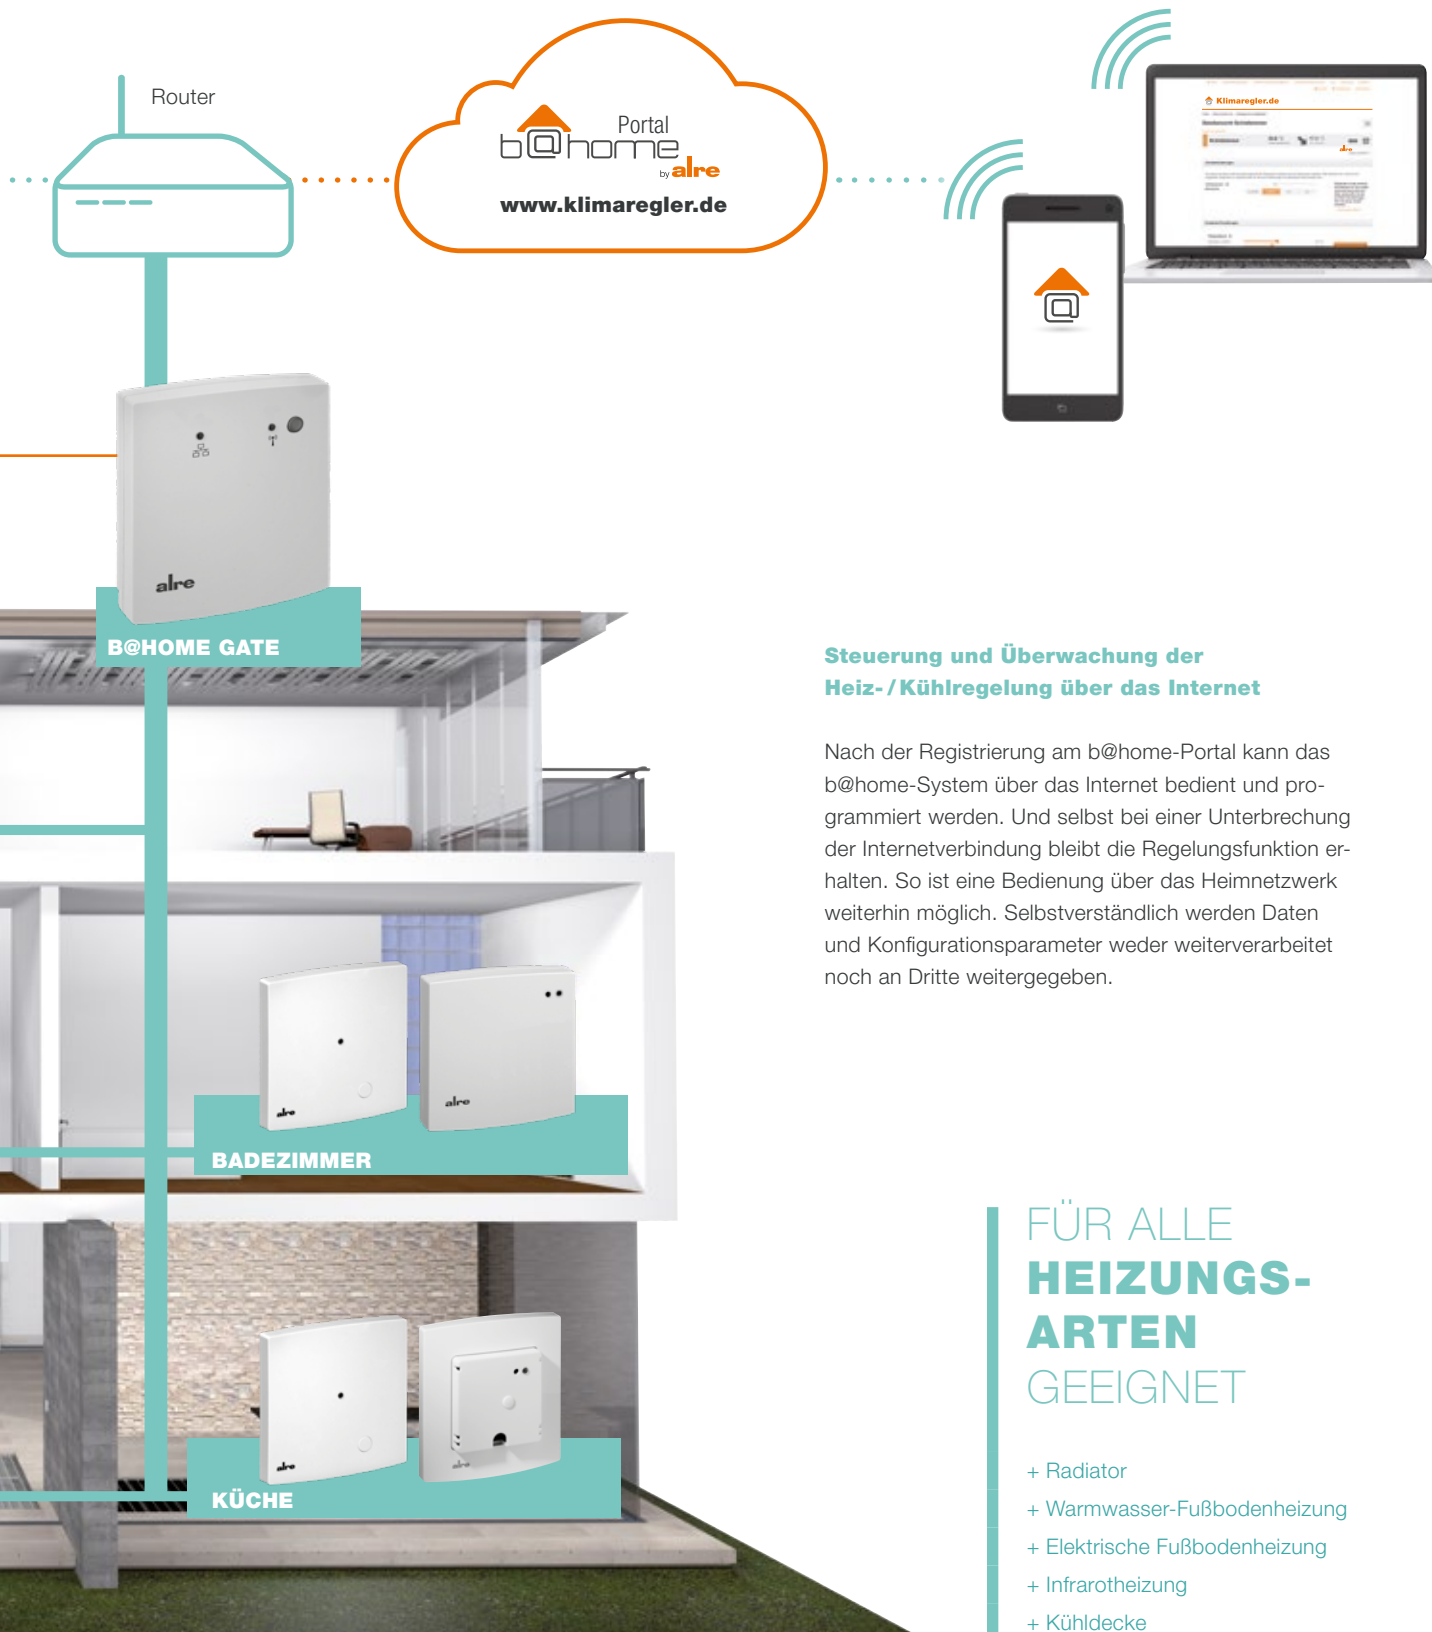 Router
Portal
b@home
by alre
www.klimaregler.de
Klimaregler.de
alre
B@HOME GATE
Steuerung und Überwachung der
Heiz- / Kühlregelung über das Internet
Nach der Registrierung am b@home-Portal kann das
b@home-System über das Internet bedient und pro-
grammiert werden. Und selbst bei einer Unterbrechung
der Internetverbindung bleibt die Regelungsfunktion er-
halten. So ist eine Bedienung über das Heimnetzwerk
weiterhin möglich. Selbstverständlich werden Daten
und Konfigurationsparameter weder weiterverarbeitet
noch an Dritte weitergegeben.
alre
alre
BADEZIMMER
alre
alre
KÜCHE
FÜR ALLE
HEIZUNGS-
ARTEN
GEEIGNET
+ Radiator
+ Warmwasser-Fußbodenheizung
+ Elektrische Fußbodenheizung
+ Infrarotheizung
+ Kühldecke